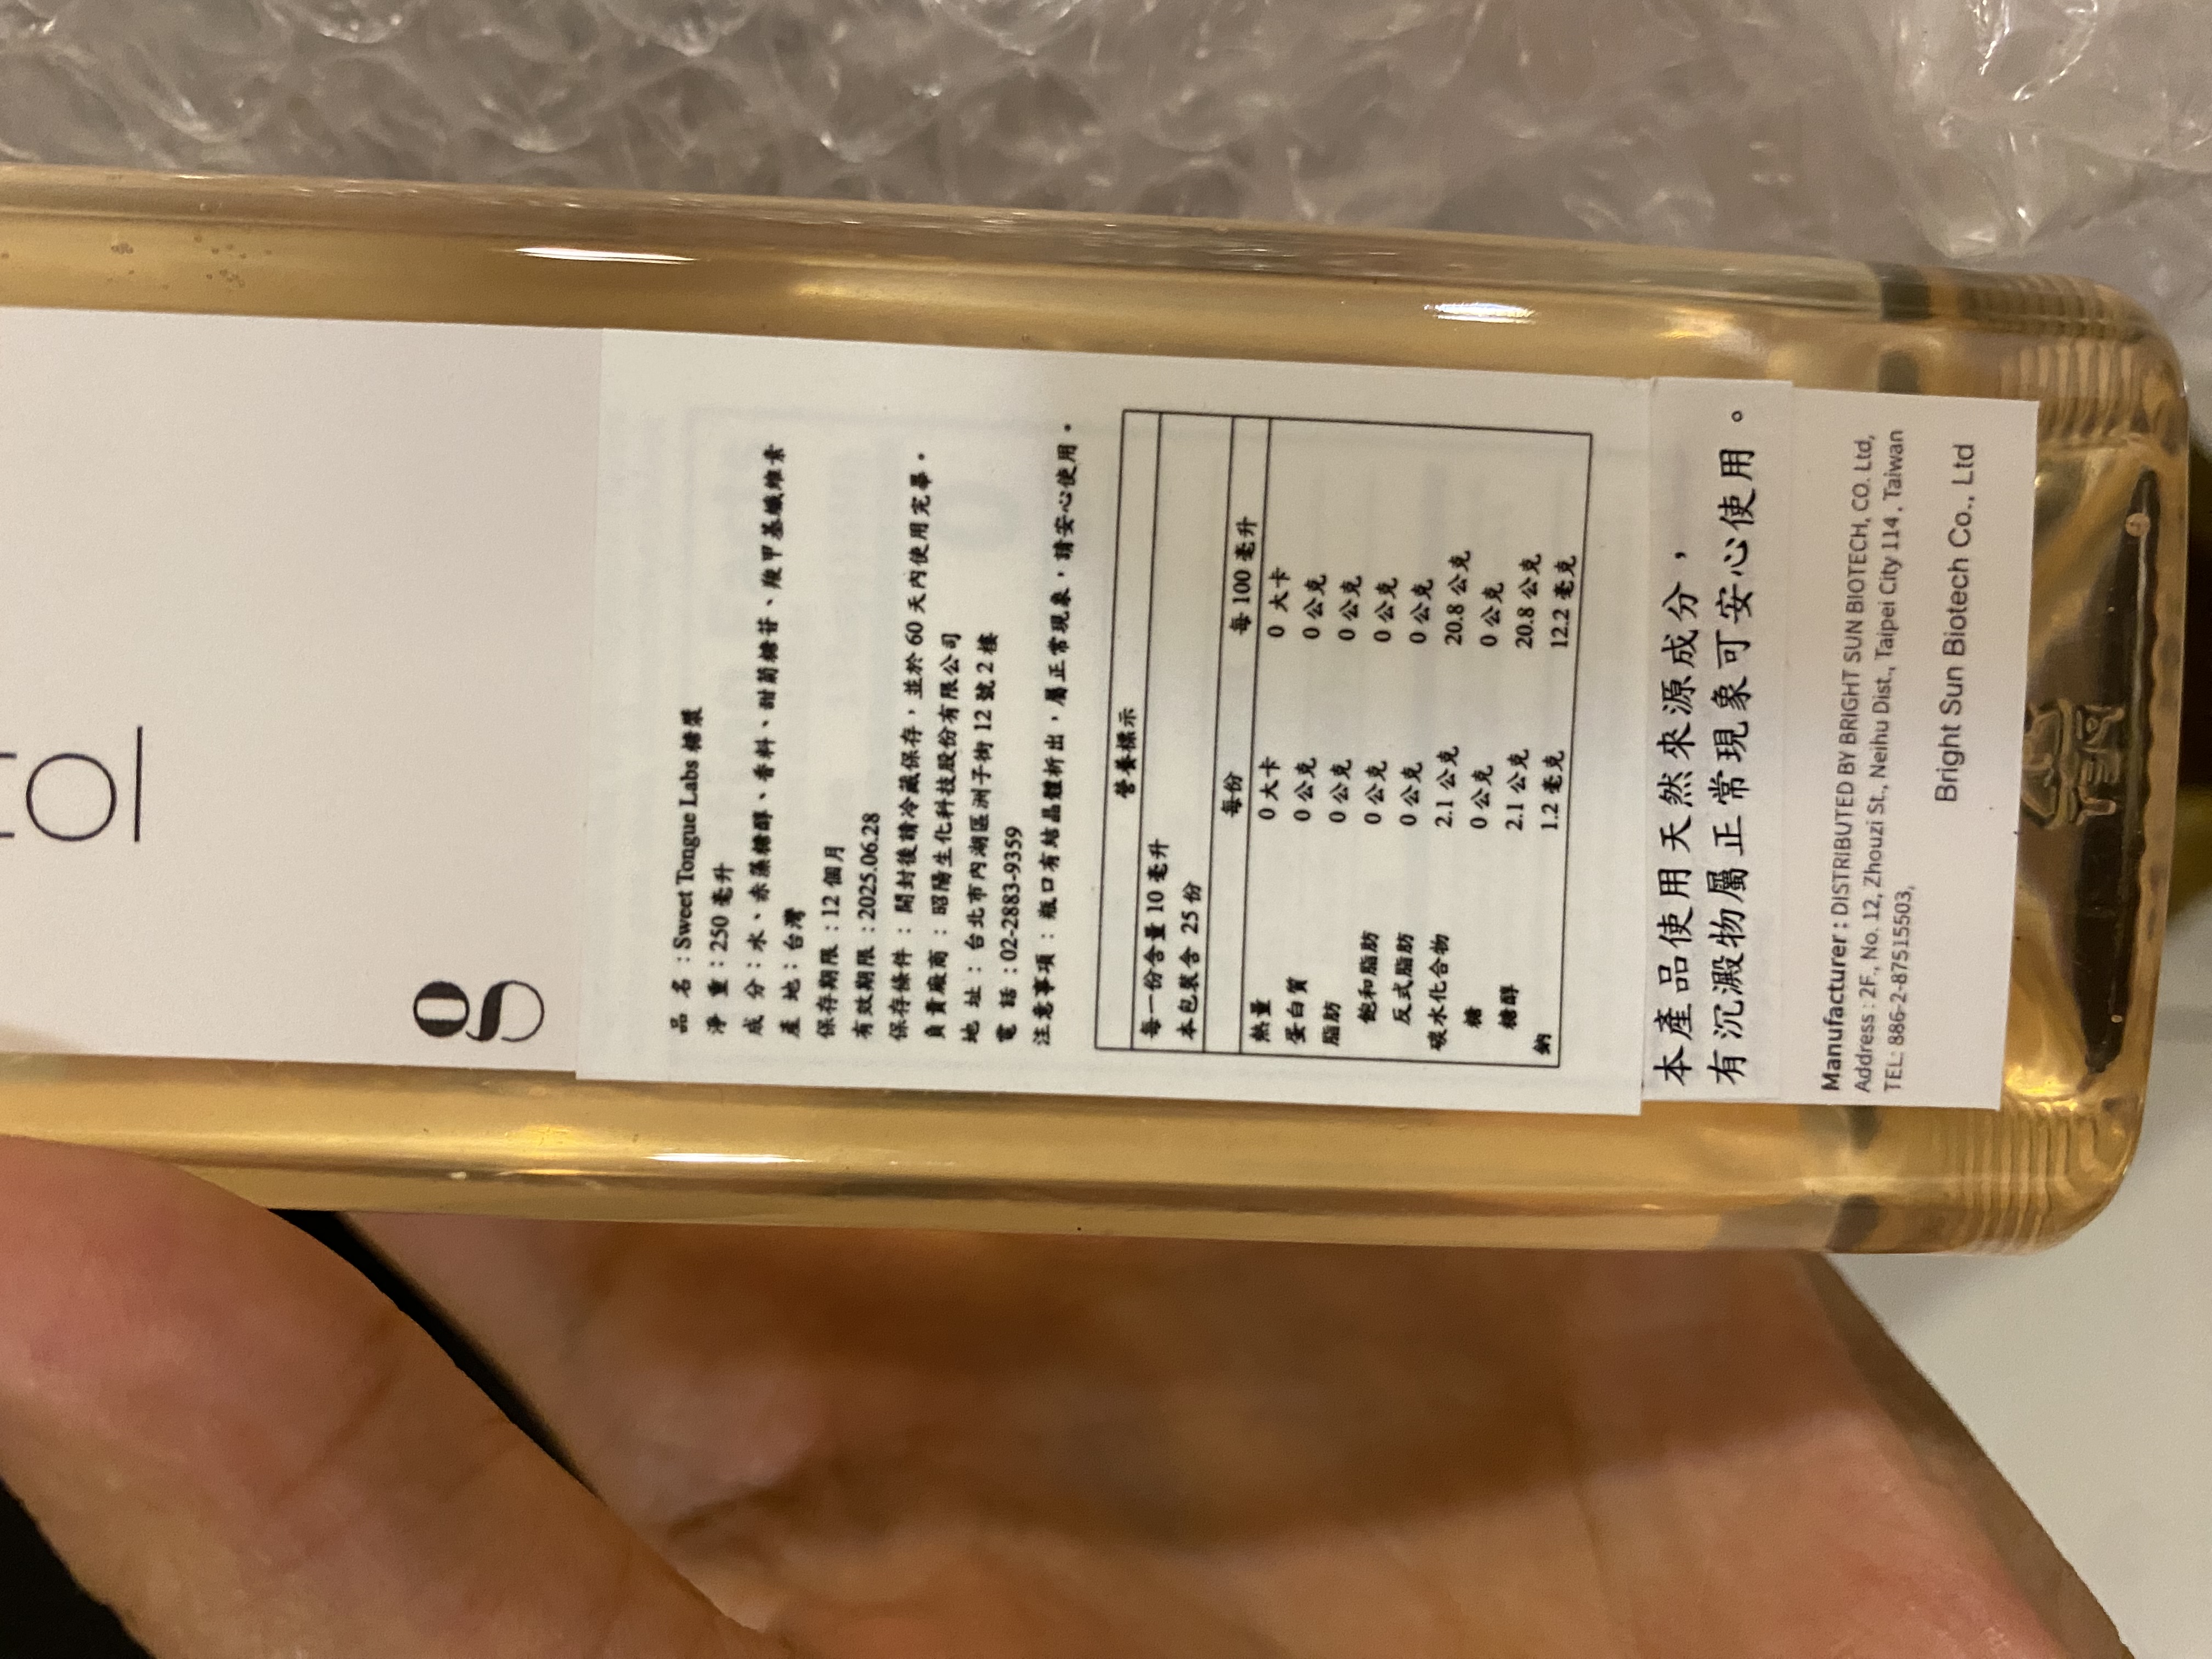 g
品 名：Sweet Tongue Labs 糖漿
淨 重：250 毫升
成 分：水、赤藻糖醇、香料、甜菊糖苷、羧甲基纖維素
產 地：台灣
保存期限：12 個月
有效期限：2025.06.28
保存條件：開封後請冷藏保存，並於 60 天內使用完畢。
負責廠商：昭陽生化科技股份有限公司
地 址：台北市內湖區洲子街 12 號 2 樓
電 話：02-2883-9359
注意事項：瓶口有結晶體析出，屬正常現象，請安心使用。
營養標示
每一份含量 10 毫升
本包裝含 25 份
每份 每 100 毫升
熱量 0 大卡 0 大卡
蛋白質 0 公克 0 公克
脂肪 0 公克 0 公克
飽和脂肪 0 公克 0 公克
反式脂肪 0 公克 0 公克
碳水化合物 2.1 公克 20.8 公克
糖 0 公克 0 公克
糖醇 2.1 公克 20.8 公克
鈉 1.2 毫克 12.2 毫克
本產品使用天然來源成分，
有沉澱物屬正常現象可安心使用。
Manufacturer : DISTRIBUTED BY BRIGHT SUN BIOTECH, CO. Ltd,
Address : 2F., No. 12, Zhouzi St., Neihu Dist., Taipei City 114 , Taiwan
TEL: 886-2-87515503,
Bright Sun Biotech Co., Ltd